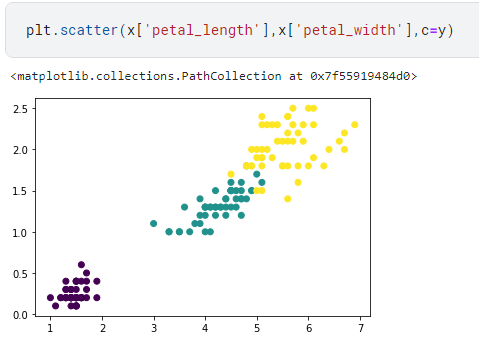 plt.scatter(x['petal_length'],x['petal_width'],c=y)
<matplotlib.collections.PathCollection at 0x7f55919484d0>
2.5
2.0
1.5
1.0
0.5
0.0
1 2 3 4 5 6 7